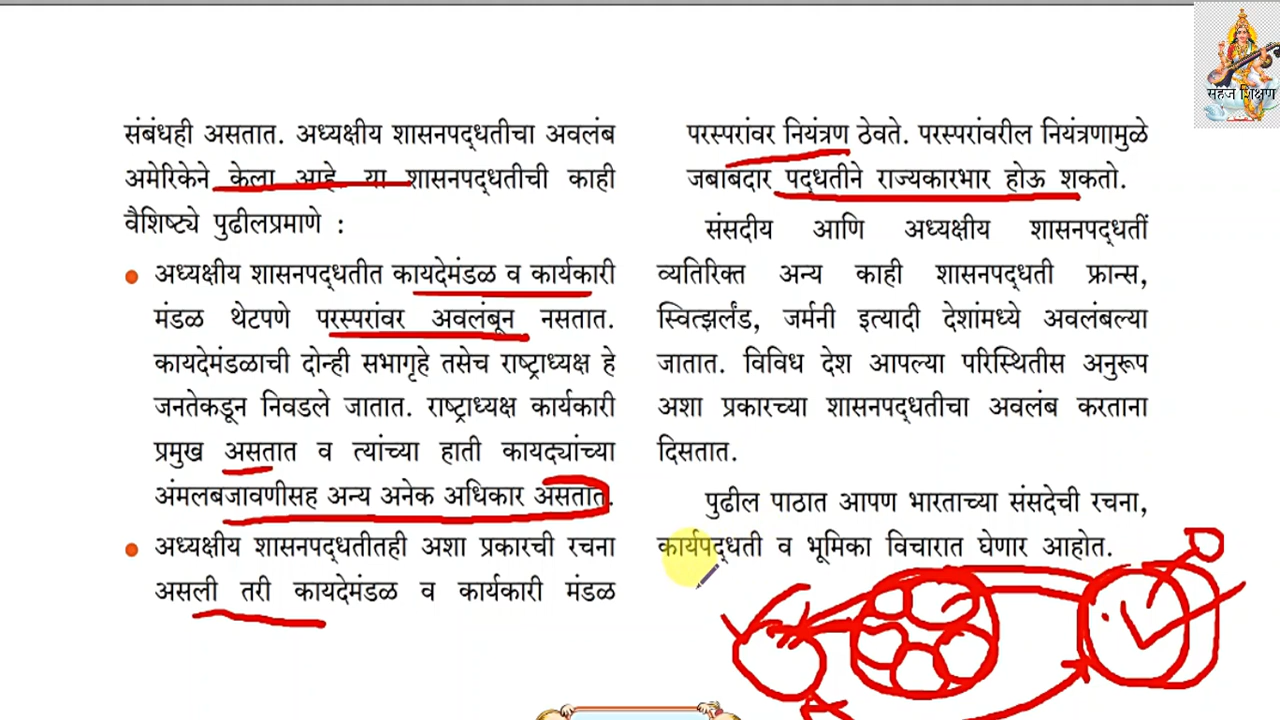 संबंधही असतात. अध्यक्षीय शासनपद्धतीचा अवलंब
अमेरिकेने केला आहे. या शासनपद्धतीची काही
वैशिष्ट्ये पुढीलप्रमाणे :
अध्यक्षीय शासनपद्धतीत कायदेमंडळ व कार्यकारी
मंडळ थेटपणे परस्परांवर अवलंबून नसतात.
कायदेमंडळाची दोन्ही सभागृहे तसेच राष्ट्राध्यक्ष हे
जनतेकडून निवडले जातात. राष्ट्राध्यक्ष कार्यकारी
प्रमुख असतात व त्यांच्या हाती कायद्यांच्या
अंमलबजावणीसह अन्य अनेक अधिकार असतात.
अध्यक्षीय शासनपद्धतीतही अशा प्रकारची रचना
असली तरी कायदेमंडळ व कार्यकारी मंडळ
परस्परांवर नियंत्रण ठेवते. परस्परांवरील नियंत्रणामुळे
जबाबदार पद्धतीने राज्यकारभार होऊ शकतो.
संसदीय आणि अध्यक्षीय शासनपद्धतीं
व्यतिरिक्त अन्य काही शासनपद्धती फ्रान्स,
स्वित्झर्लंड, जर्मनी इत्यादी देशांमध्ये अवलंबल्या
जातात. विविध देश आपल्या परिस्थितीस अनुरूप
अशा प्रकारच्या शासनपद्धतीचा अवलंब करताना
दिसतात.
पुढील पाठात आपण भारताच्या संसदेची रचना,
कार्यपद्धती व भूमिका विचारात घेणार आहोत.
सहज शिक्षण